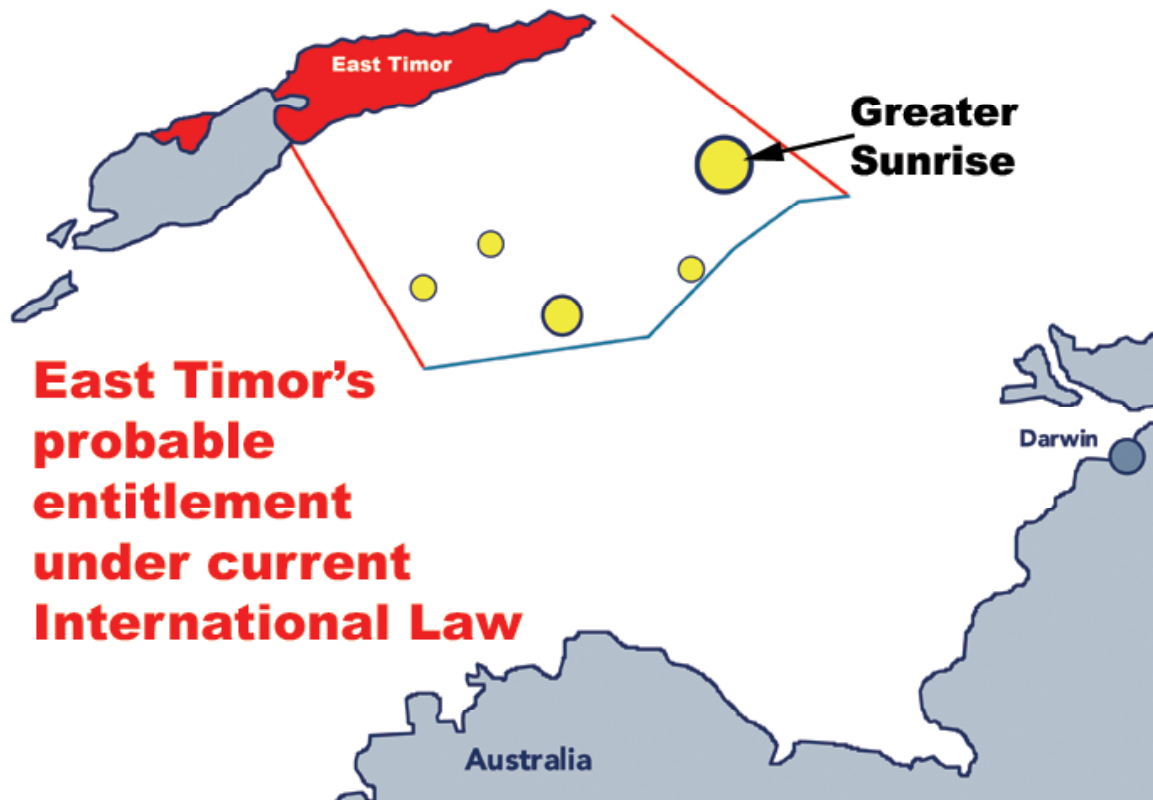 East Timor
Greater
Sunrise
East Timor’s
probable
entitlement
under current
International Law
Darwin
Australia